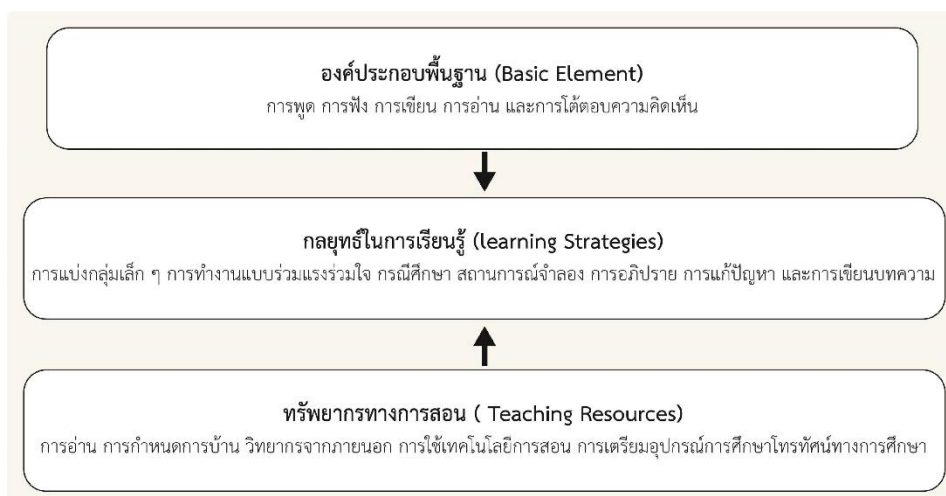 องค์ประกอบพื้นฐาน (Basic Element)
การพูด การฟัง การเขียน การอ่าน และการโต้ตอบความคิดเห็น
กลยุทธ์ในการเรียนรู้ (learning Strategies)
การแบ่งกลุ่มเล็ก ๆ การทำงานแบบร่วมแรงร่วมใจ กรณีศึกษา สถานการณ์จำลอง การอภิปราย การแก้ปัญหา และการเขียนบทความ
ทรัพยากรทางการสอน ( Teaching Resources)
การอ่าน การกำหนดการบ้าน วิทยากรจากภายนอก การใช้เทคโนโลยีการสอน การเตรียมอุปกรณ์การศึกษาโทรทัศน์ทางการศึกษา